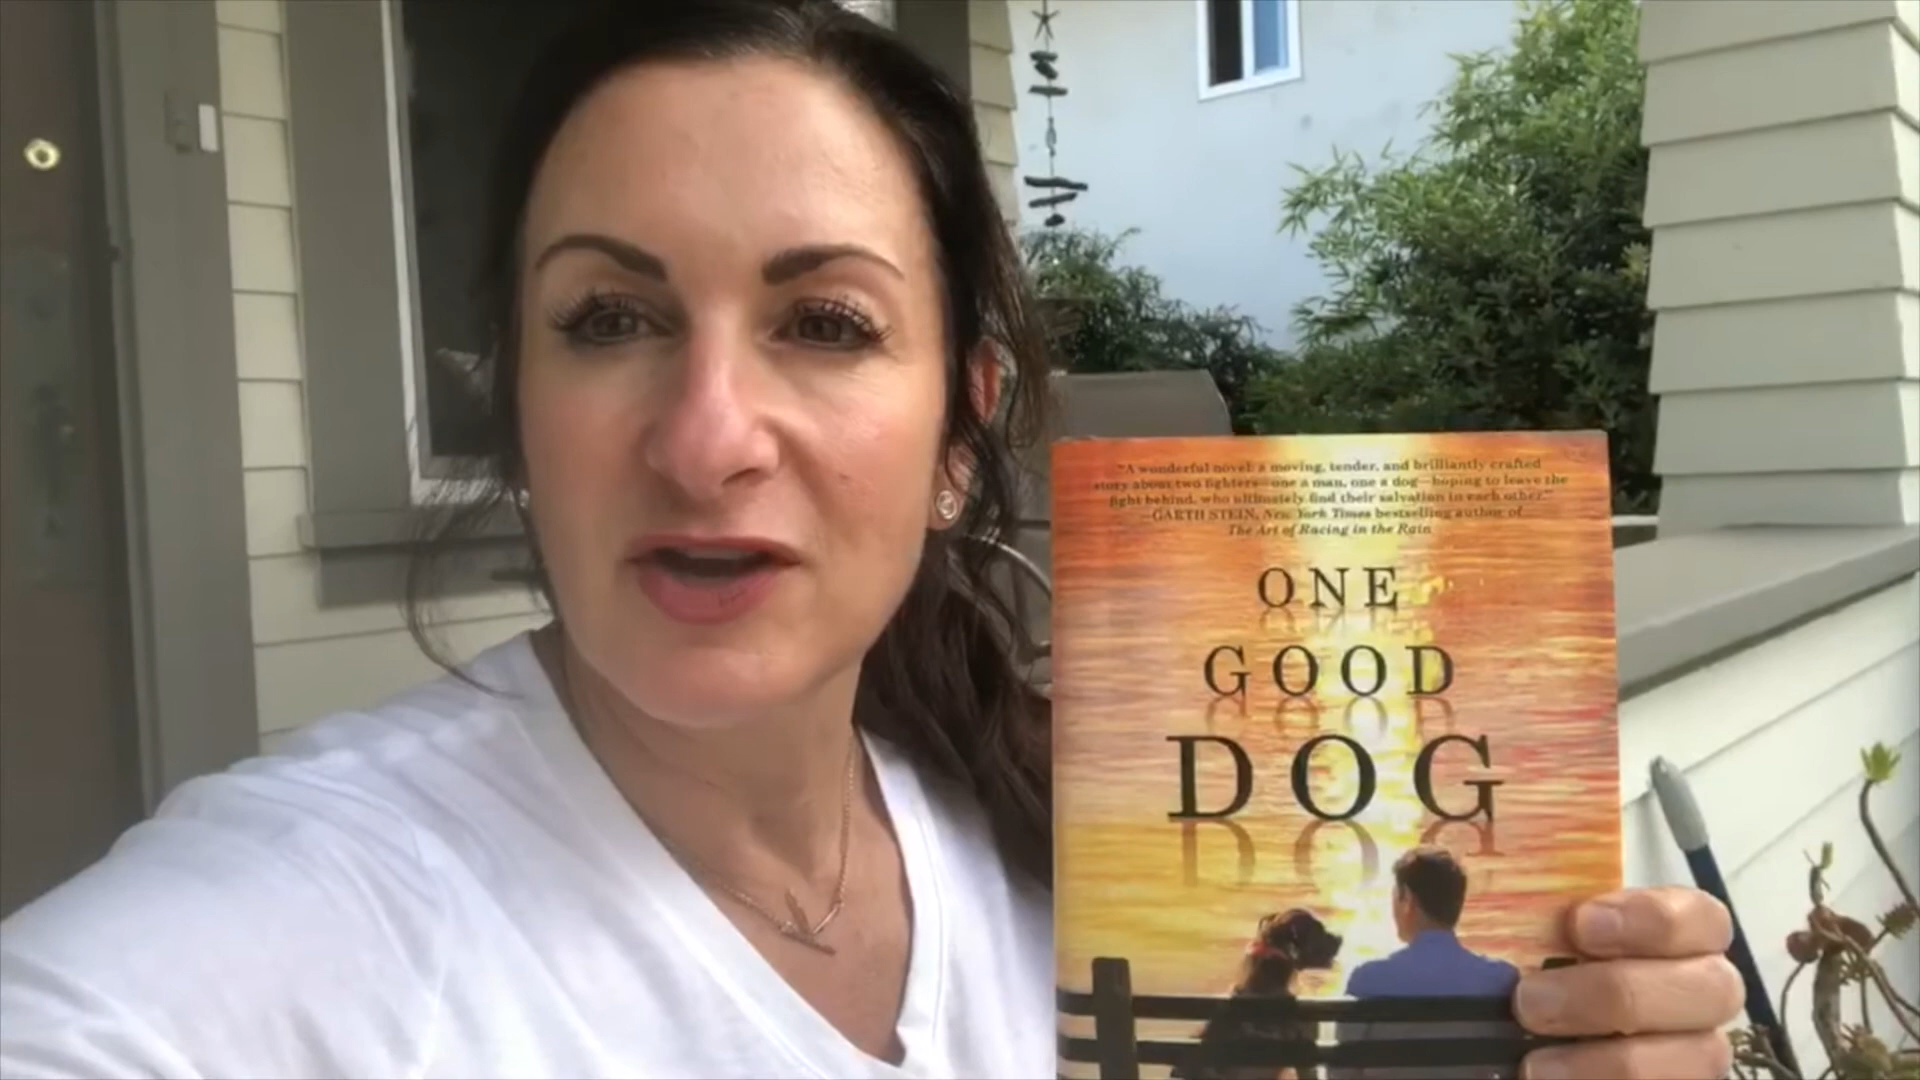 "A wonderful novel: a moving, tender, and brilliantly crafted
story about two fighters—one a man, one a dog—hoping to leave the
fight behind, who ultimately find their salvation in each other."
—GARTH STEIN, New York Times bestselling author of
The Art of Racing in the Rain
ONE
GOOD
DOG